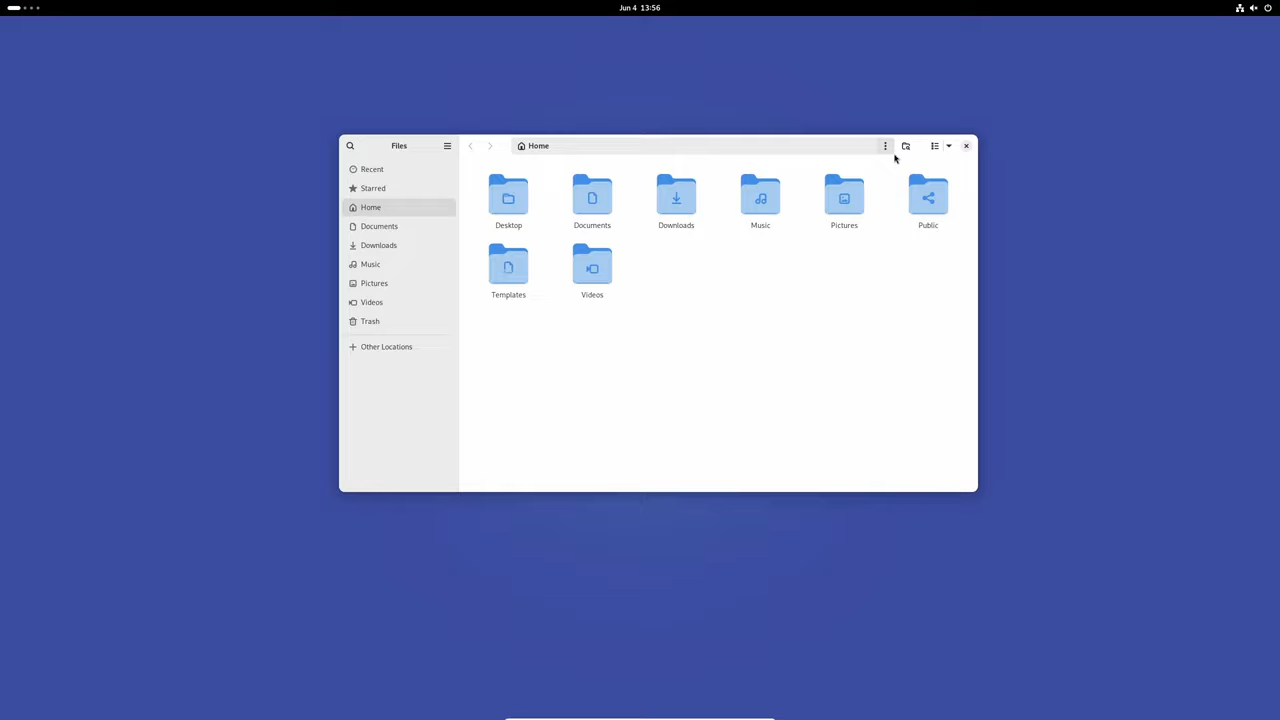 Jun 4 13:56
Files
Home
Recent
Starred
Home
Documents
Downloads
Music
Pictures
Videos
Trash
Other Locations
Desktop
Documents
Downloads
Music
Pictures
Public
Templates
Videos